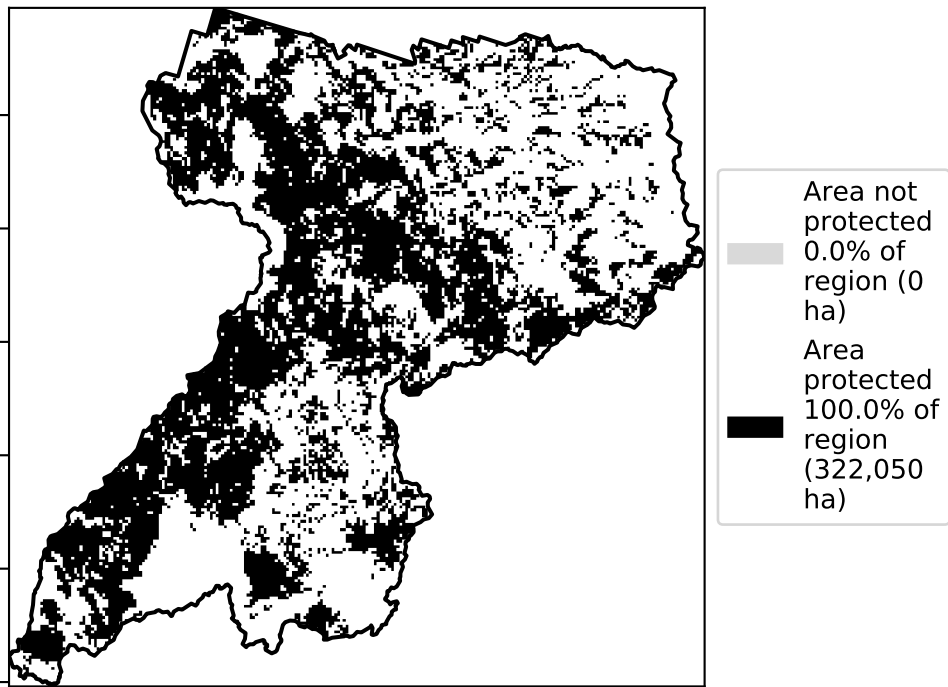 Area not
protected
0.0% of
region (0
ha)
Area
protected
100.0% of
region
(322,050
ha)